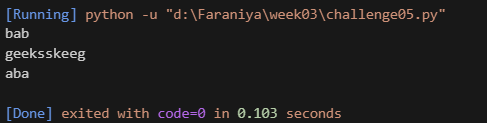 [Running] python -u "d:\Faraniya\week03\challenge05.py"
bab
geeksskeeg
aba
[Done] exited with code=0 in 0.103 seconds